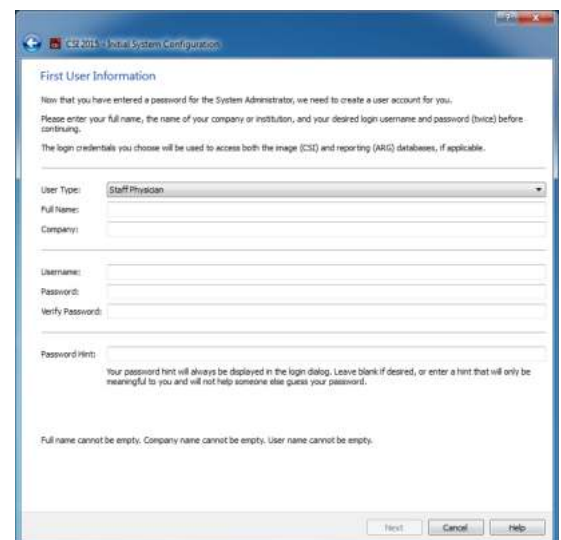 CSI 2015 - Initial System Configuration
First User Information
Now that you have entered a password for the System Administrator, we need to create a user account for you.
Please enter your full name, the name of your company or institution, and your desired login username and password (twice) before
continuing.
The login credentials you choose will be used to access both the image (CSI) and reporting (ARG) databases, if applicable.
User Type: Staff Physician
Full Name:
Company:
Username:
Password:
Verify Password:
Password Hint:
Your password hint will always be displayed in the login dialog. Leave blank if desired, or enter a hint that will only be
meaningful to you and will not help someone else guess your password.
Full name cannot be empty. Company name cannot be empty. User name cannot be empty.
Next Cancel Help